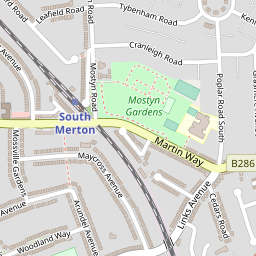 Leafield Road
Tybenham Road
Cranleigh Road
Mostyn Road
Mostyn
Gardens
Poplar Road South
South
Merton
Martin Way
B286
Mossville Gardens
Maycross Avenue
Links Avenue
Cedars Road
Arundel Avenue
Woodland Way